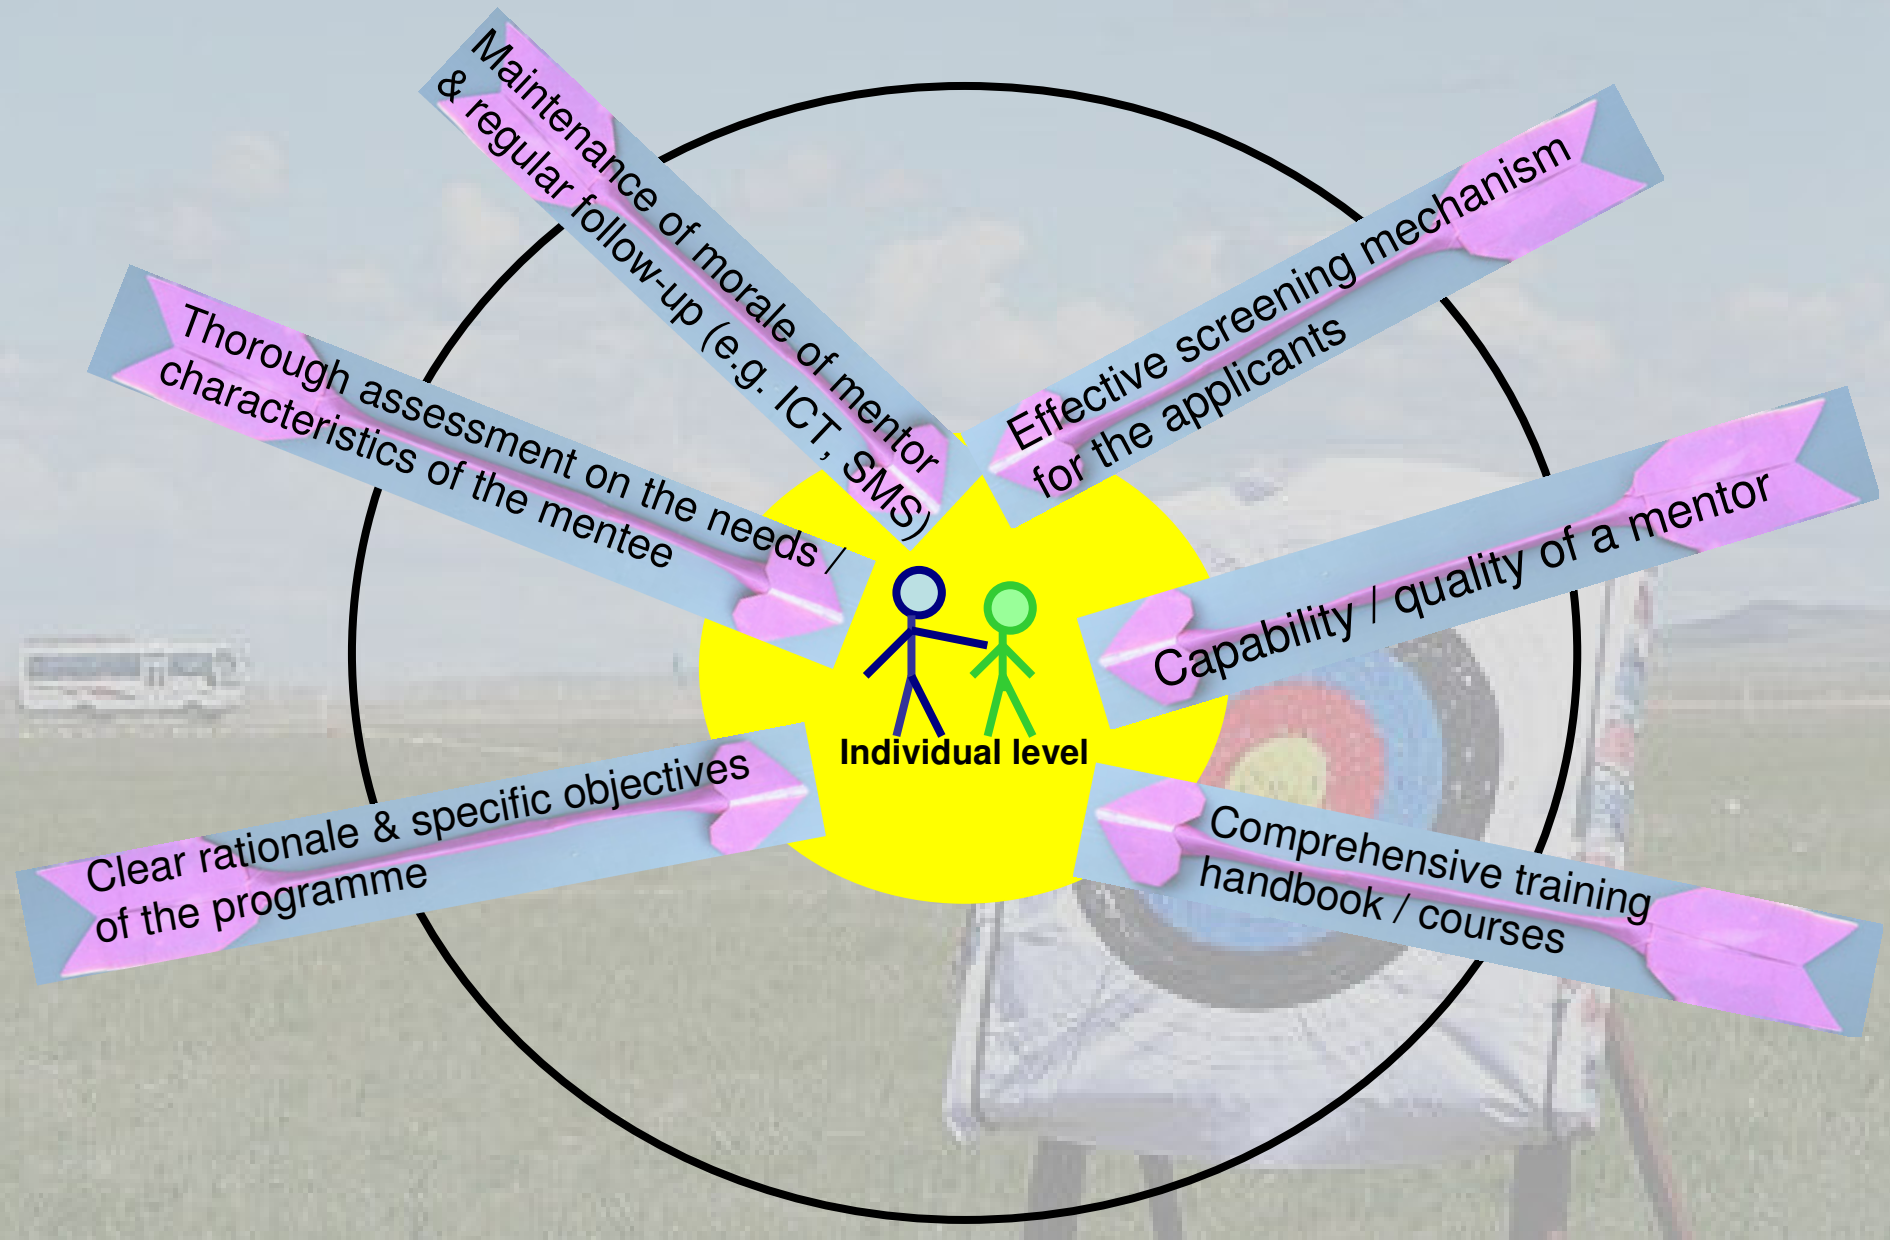 Maintenance of morale of mentor
& regular follow-up (e.g. ICT, SMS)
Effective screening mechanism
for the applicants
Thorough assessment on the needs /
characteristics of the mentee
Capability / quality of a mentor
Individual level
Clear rationale & specific objectives
of the programme
Comprehensive training
handbook / courses